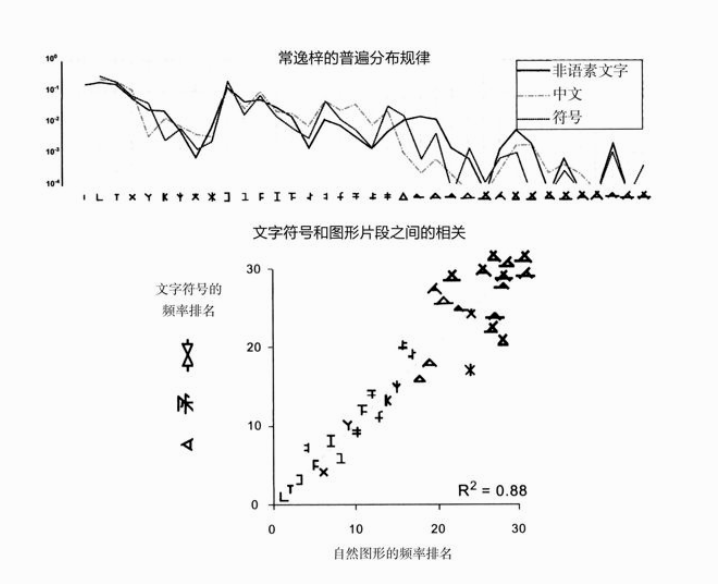 常逸梓的普遍分布规律
10⁰
10⁻¹
10⁻²
10⁻³
10⁻⁴
非语素文字
中文
符号
文字符号和图形片段之间的相关
文字符号的
频率排名
30
20
10
0
0 10 20 30
R² = 0.88
自然图形的频率排名